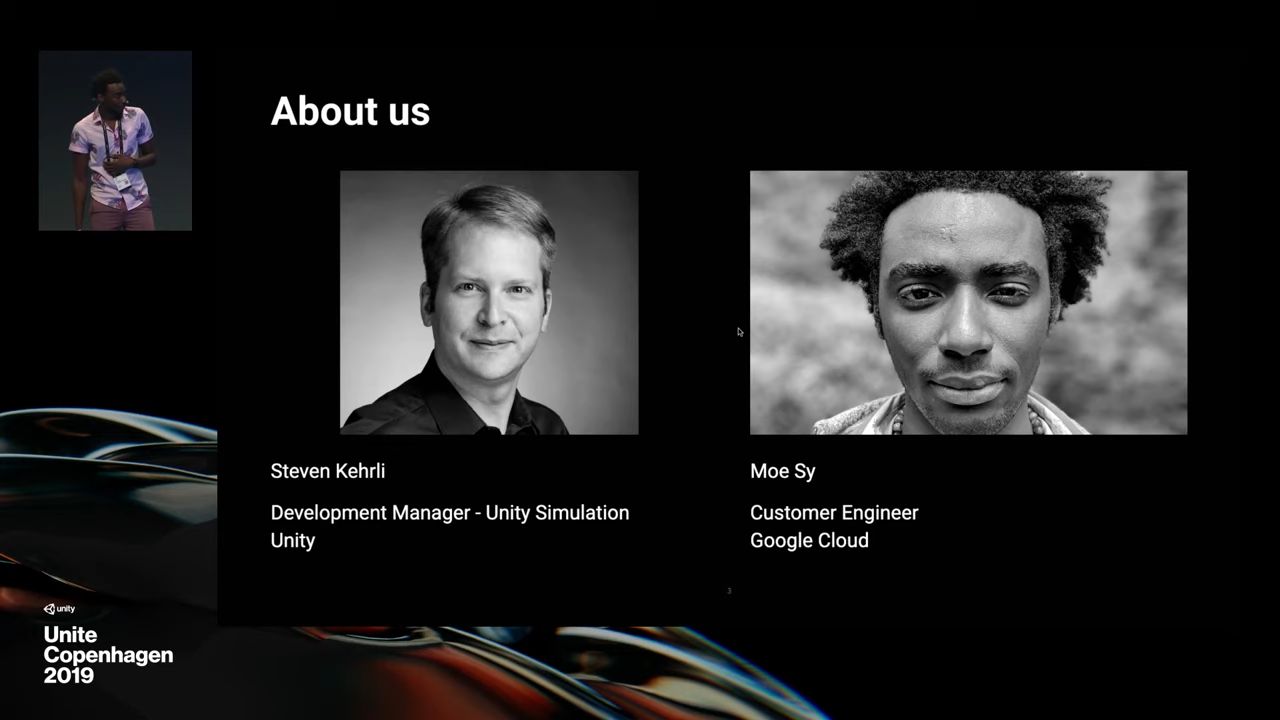 About us
Steven Kehrli
Development Manager - Unity Simulation
Unity
Moe Sy
Customer Engineer
Google Cloud
3
unity
Unite
Copenhagen
2019